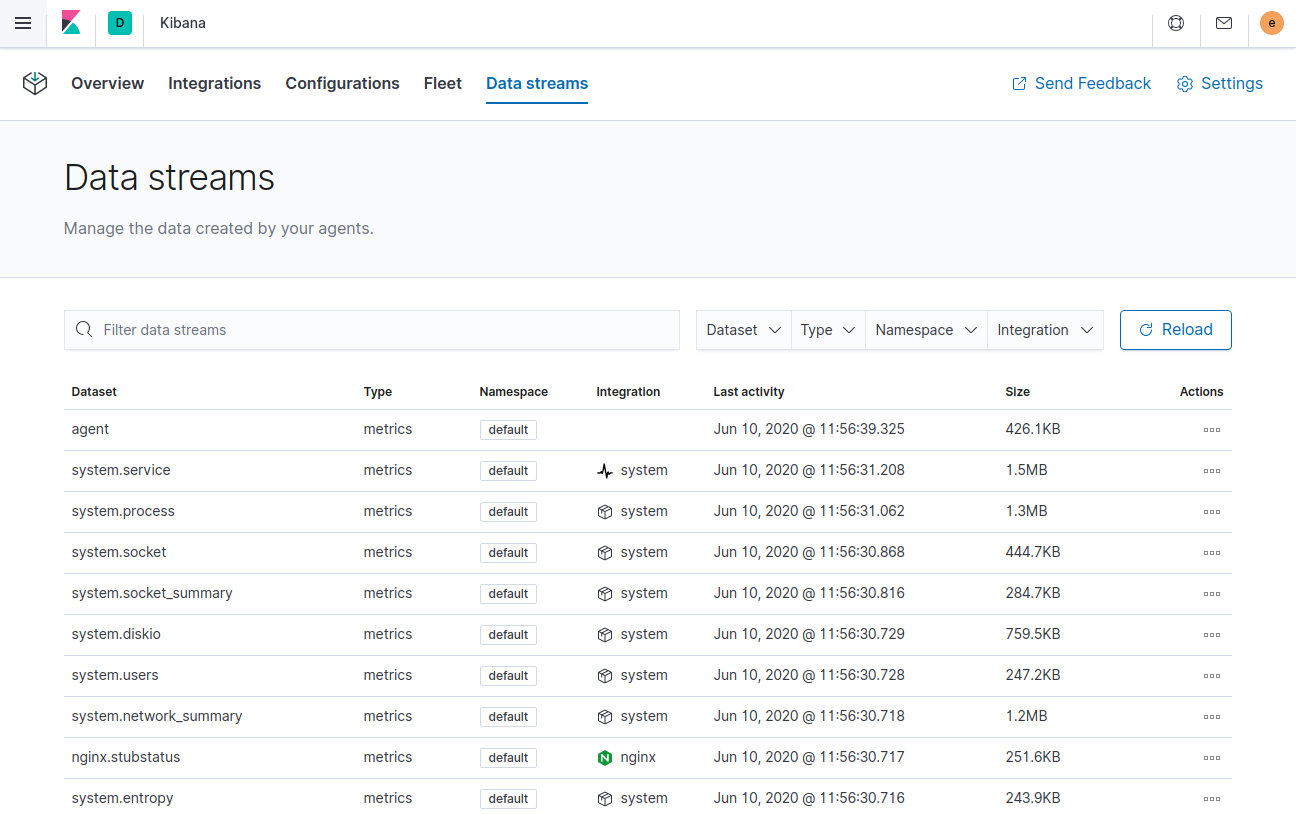 D Kibana e
Overview Integrations Configurations Fleet Data streams Send Feedback Settings
Data streams
Manage the data created by your agents.
Filter data streams Dataset Type Namespace Integration Reload
Dataset Type Namespace Integration Last activity Size Actions
agent metrics default Jun 10, 2020 @ 11:56:39.325 426.1KB
system.service metrics default system Jun 10, 2020 @ 11:56:31.208 1.5MB
system.process metrics default system Jun 10, 2020 @ 11:56:31.062 1.3MB
system.socket metrics default system Jun 10, 2020 @ 11:56:30.868 444.7KB
system.socket_summary metrics default system Jun 10, 2020 @ 11:56:30.816 284.7KB
system.diskio metrics default system Jun 10, 2020 @ 11:56:30.729 759.5KB
system.users metrics default system Jun 10, 2020 @ 11:56:30.728 247.2KB
system.network_summary metrics default system Jun 10, 2020 @ 11:56:30.718 1.2MB
nginx.stubstatus metrics default nginx Jun 10, 2020 @ 11:56:30.717 251.6KB
system.entropy metrics default system Jun 10, 2020 @ 11:56:30.716 243.9KB